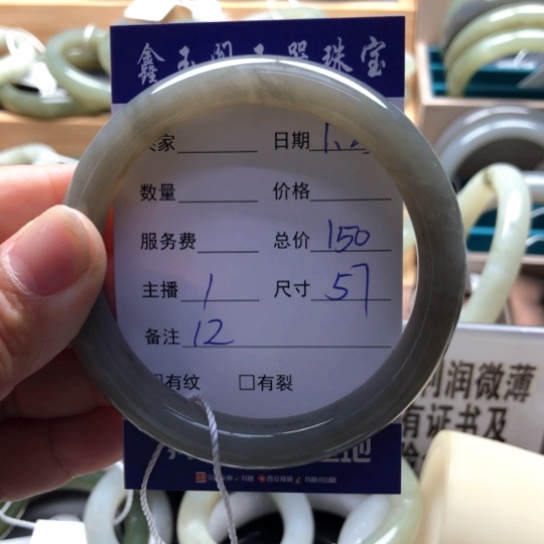 鑫玉阁玉器珠宝
家 日期 1.
数量 价格
服务费 总价 150
主播 1 尺寸 57
备注 12
有纹 □有裂
利润微薄
有证书及